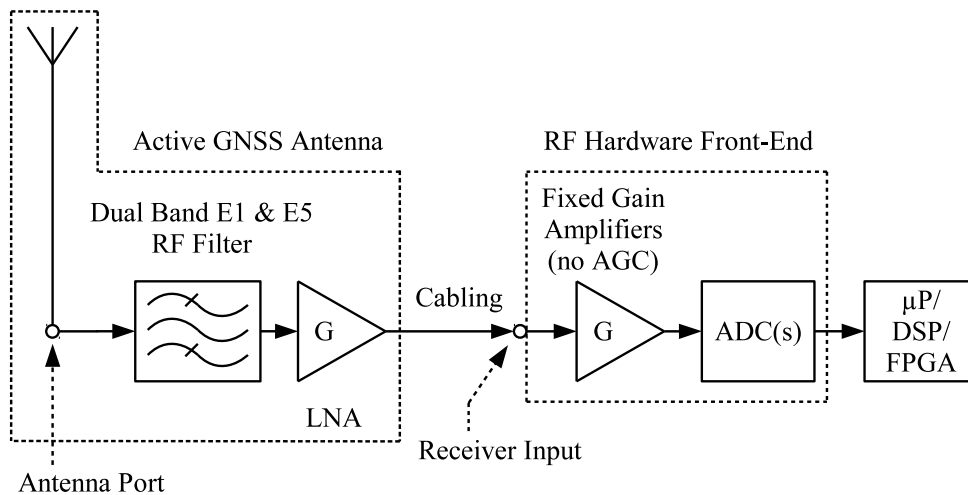 Active GNSS Antenna
RF Hardware Front-End
Dual Band E1 & E5
RF Filter
Fixed Gain
Amplifiers
(no AGC)
Cabling
G
G
ADC(s)
µP/
DSP/
FPGA
LNA
Receiver Input
Antenna Port